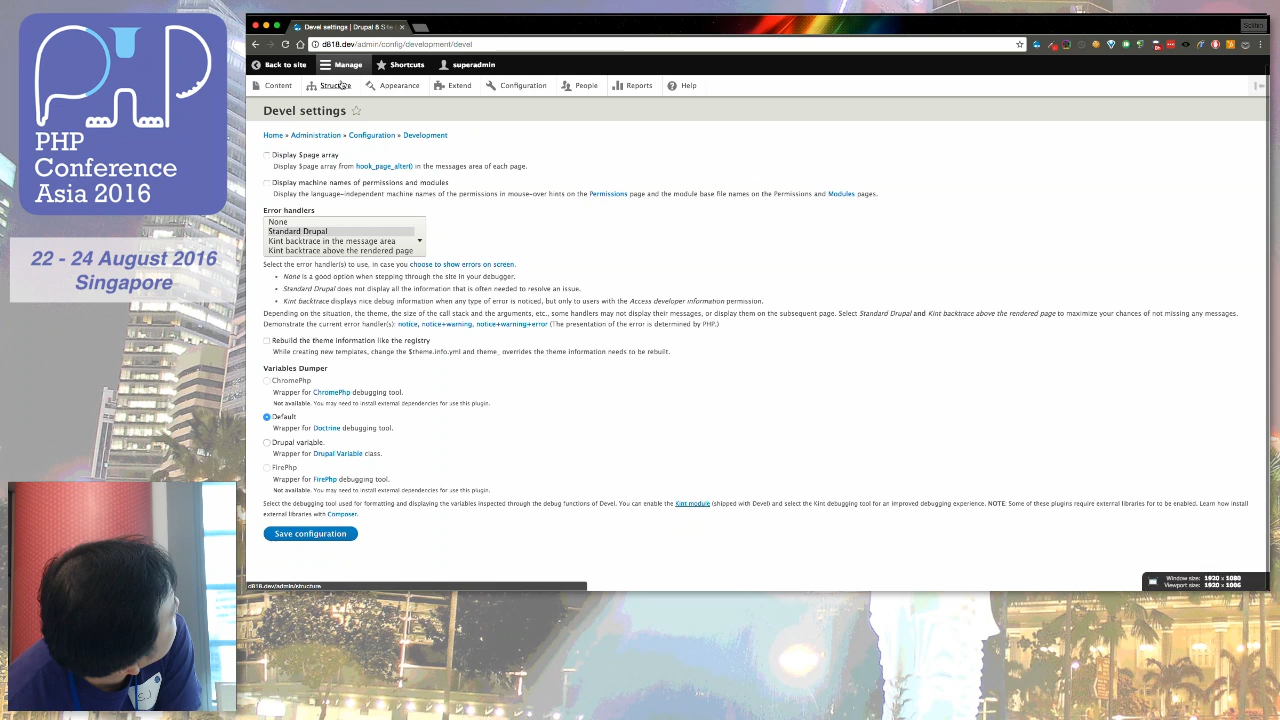 PHP
Conference
Asia 2016
22 - 24 August 2016
Singapore
Devel settings | Drupal 8 Site
d818.dev/admin/config/development/devel
Back to site
Manage
Shortcuts
superadmin
Content
Structure
Appearance
Extend
Configuration
People
Reports
Help
Devel settings
Home » Administration » Configuration » Development
Display $page array
Display $page array from hook_page_alter() in the messages area of each page.
Display machine names of permissions and modules
Display the language-independent machine names of the permissions in mouse-over hints on the Permissions page and the module base file names on the Permissions and Modules pages.
Error handlers
None
Standard Drupal
Kint backtrace in the message area
Kint backtrace above the rendered page
Select the error handler(s) to use, in case you choose to show errors on screen.
• None is a good option when stepping through the site in your debugger.
• Standard Drupal does not display all the information that is often needed to resolve an issue.
• Kint backtrace displays nice debug information when any type of error is noticed, but only to users with the Access developer information permission.
Depending on the situation, the theme, the size of the call stack and the arguments, etc., some handlers may not display their messages, or display them on the subsequent page. Select Standard Drupal and Kint backtrace above the rendered page to maximize your chances of not missing any messages.
Demonstrate the current error handler(s): notice, notice+warning, notice+warning+error (The presentation of the error is determined by PHP.)
Rebuild the theme information like the registry
While creating new templates, change the $theme.info.yml and theme_ overrides the theme information needs to be rebuilt.
Variables Dumper
ChromePhp
Wrapper for ChromePhp debugging tool.
Not available. You may need to install external dependencies for use this plugin.
Default
Wrapper for Doctrine debugging tool.
Drupal variable.
Wrapper for Drupal Variable class.
FirePhp
Wrapper for FirePhp debugging tool.
Not available. You may need to install external dependencies for use this plugin.
Select the debugging tool used for formatting and displaying the variables inspected through the debug functions of Devel. You can enable the Kint module (shipped with Devel) and select the Kint debugging tool for an improved debugging experience. NOTE: Some of these plugins require external libraries for to be enabled. Learn how install
external libraries with Composer.
Save configuration
d818.dev/admin/structure
Window size: 1920 x 1080
Viewport size: 1920 x 1006